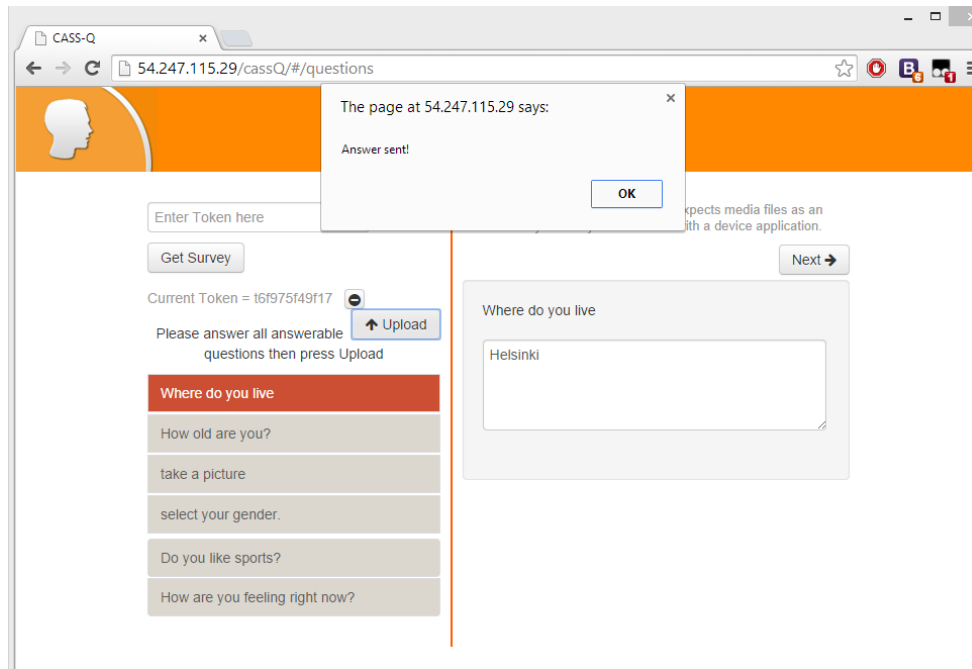 CASS-Q
54.247.115.29/cassQ/#/questions
6
1
The page at 54.247.115.29 says:
Answer sent!
OK
Enter Token here
Get Survey
Current Token = t6f975f49f17
Upload
Please answer all answerable
questions then press Upload
Where do you live
How old are you?
take a picture
select your gender.
Do you like sports?
How are you feeling right now?
expects media files as an
with a device application.
Next
Where do you live
Helsinki